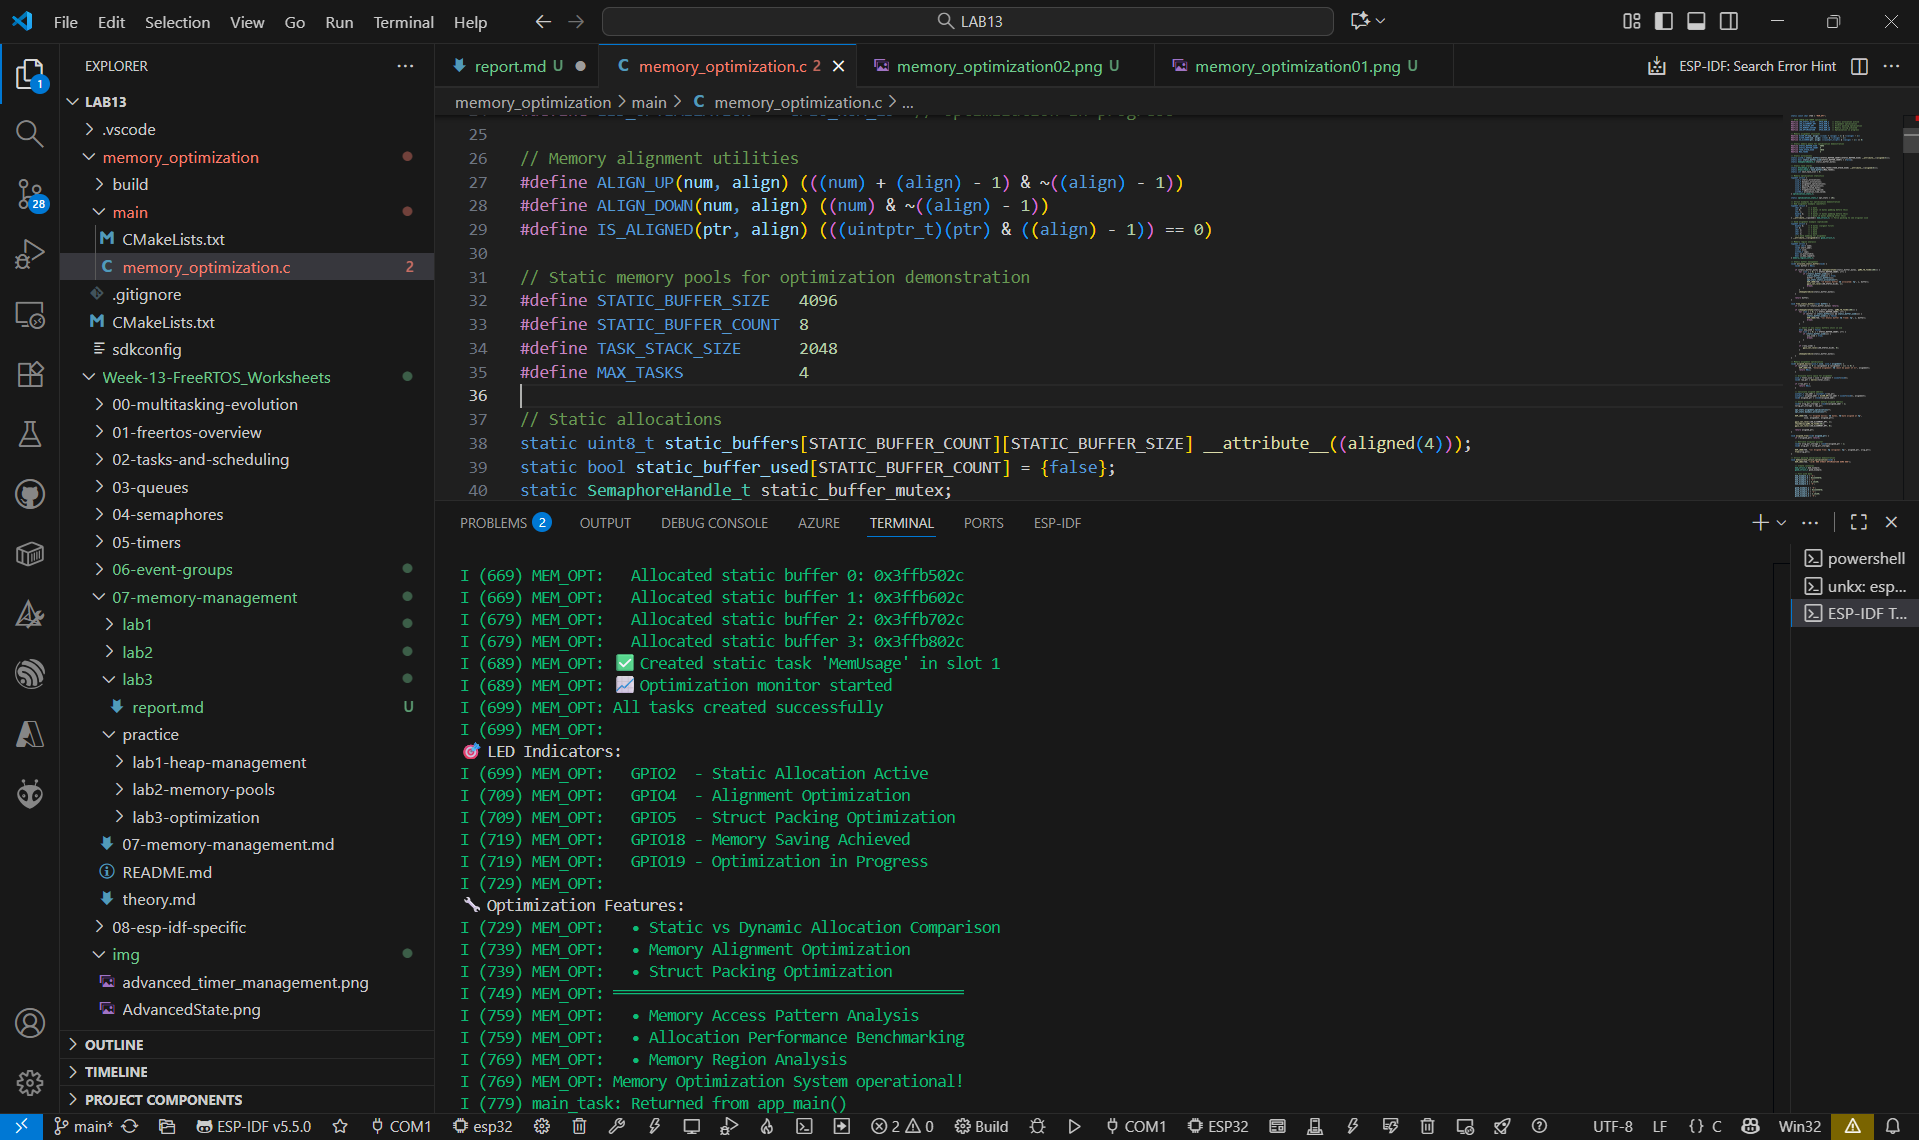 File Edit Selection View Go Run Terminal Help
LAB13
EXPLORER
LAB13
.vscode
memory_optimization
build
main
CMakeLists.txt
memory_optimization.c 2
.gitignore
CMakeLists.txt
sdkconfig
Week-13-FreeRTOS_Worksheets
00-multitasking-evolution
01-freertos-overview
02-tasks-and-scheduling
03-queues
04-semaphores
05-timers
06-event-groups
07-memory-management
lab1
lab2
lab3
report.md U
practice
lab1-heap-management
lab2-memory-pools
lab3-optimization
07-memory-management.md
README.md
theory.md
08-esp-idf-specific
img
advanced_timer_management.png
AdvancedState.png
OUTLINE
TIMELINE
PROJECT COMPONENTS
1
28
report.md U
memory_optimization.c 2
memory_optimization02.png U
memory_optimization01.png U
ESP-IDF: Search Error Hint
memory_optimization > main > C memory_optimization.c > ...
25
26 // Memory alignment utilities
27 #define ALIGN_UP(num, align) (((num) + (align) - 1) & ~((align) - 1))
28 #define ALIGN_DOWN(num, align) ((num) & ~((align) - 1))
29 #define IS_ALIGNED(ptr, align) (((uintptr_t)(ptr) & ((align) - 1)) == 0)
30
31 // Static memory pools for optimization demonstration
32 #define STATIC_BUFFER_SIZE 4096
33 #define STATIC_BUFFER_COUNT 8
34 #define TASK_STACK_SIZE 2048
35 #define MAX_TASKS 4
36
37 // Static allocations
38 static uint8_t static_buffers[STATIC_BUFFER_COUNT][STATIC_BUFFER_SIZE] __attribute__((aligned(4)));
39 static bool static_buffer_used[STATIC_BUFFER_COUNT] = {false};
40 static SemaphoreHandle_t static_buffer_mutex;
PROBLEMS 2 OUTPUT DEBUG CONSOLE AZURE TERMINAL PORTS ESP-IDF
I (669) MEM_OPT: Allocated static buffer 0: 0x3ffb502c
I (669) MEM_OPT: Allocated static buffer 1: 0x3ffb602c
I (679) MEM_OPT: Allocated static buffer 2: 0x3ffb702c
I (679) MEM_OPT: Allocated static buffer 3: 0x3ffb802c
I (689) MEM_OPT: ✅ Created static task 'MemUsage' in slot 1
I (689) MEM_OPT: 📈 Optimization monitor started
I (699) MEM_OPT: All tasks created successfully
I (699) MEM_OPT:
🎯 LED Indicators:
I (699) MEM_OPT: GPIO2 - Static Allocation Active
I (709) MEM_OPT: GPIO4 - Alignment Optimization
I (709) MEM_OPT: GPIO5 - Struct Packing Optimization
I (719) MEM_OPT: GPIO18 - Memory Saving Achieved
I (719) MEM_OPT: GPIO19 - Optimization in Progress
I (729) MEM_OPT:
🔧 Optimization Features:
I (729) MEM_OPT: • Static vs Dynamic Allocation Comparison
I (739) MEM_OPT: • Memory Alignment Optimization
I (739) MEM_OPT: • Struct Packing Optimization
I (749) MEM_OPT: ═══════════════════════════════════════
I (759) MEM_OPT: • Memory Access Pattern Analysis
I (759) MEM_OPT: • Allocation Performance Benchmarking
I (769) MEM_OPT: • Memory Region Analysis
I (769) MEM_OPT: Memory Optimization System operational!
I (779) main_task: Returned from app_main()
powershell
unkx: esp...
ESP-IDF T...
main* ESP-IDF v5.5.0 COM1 esp32 2 0 Build COM1 ESP32 UTF-8 LF {} C Win32